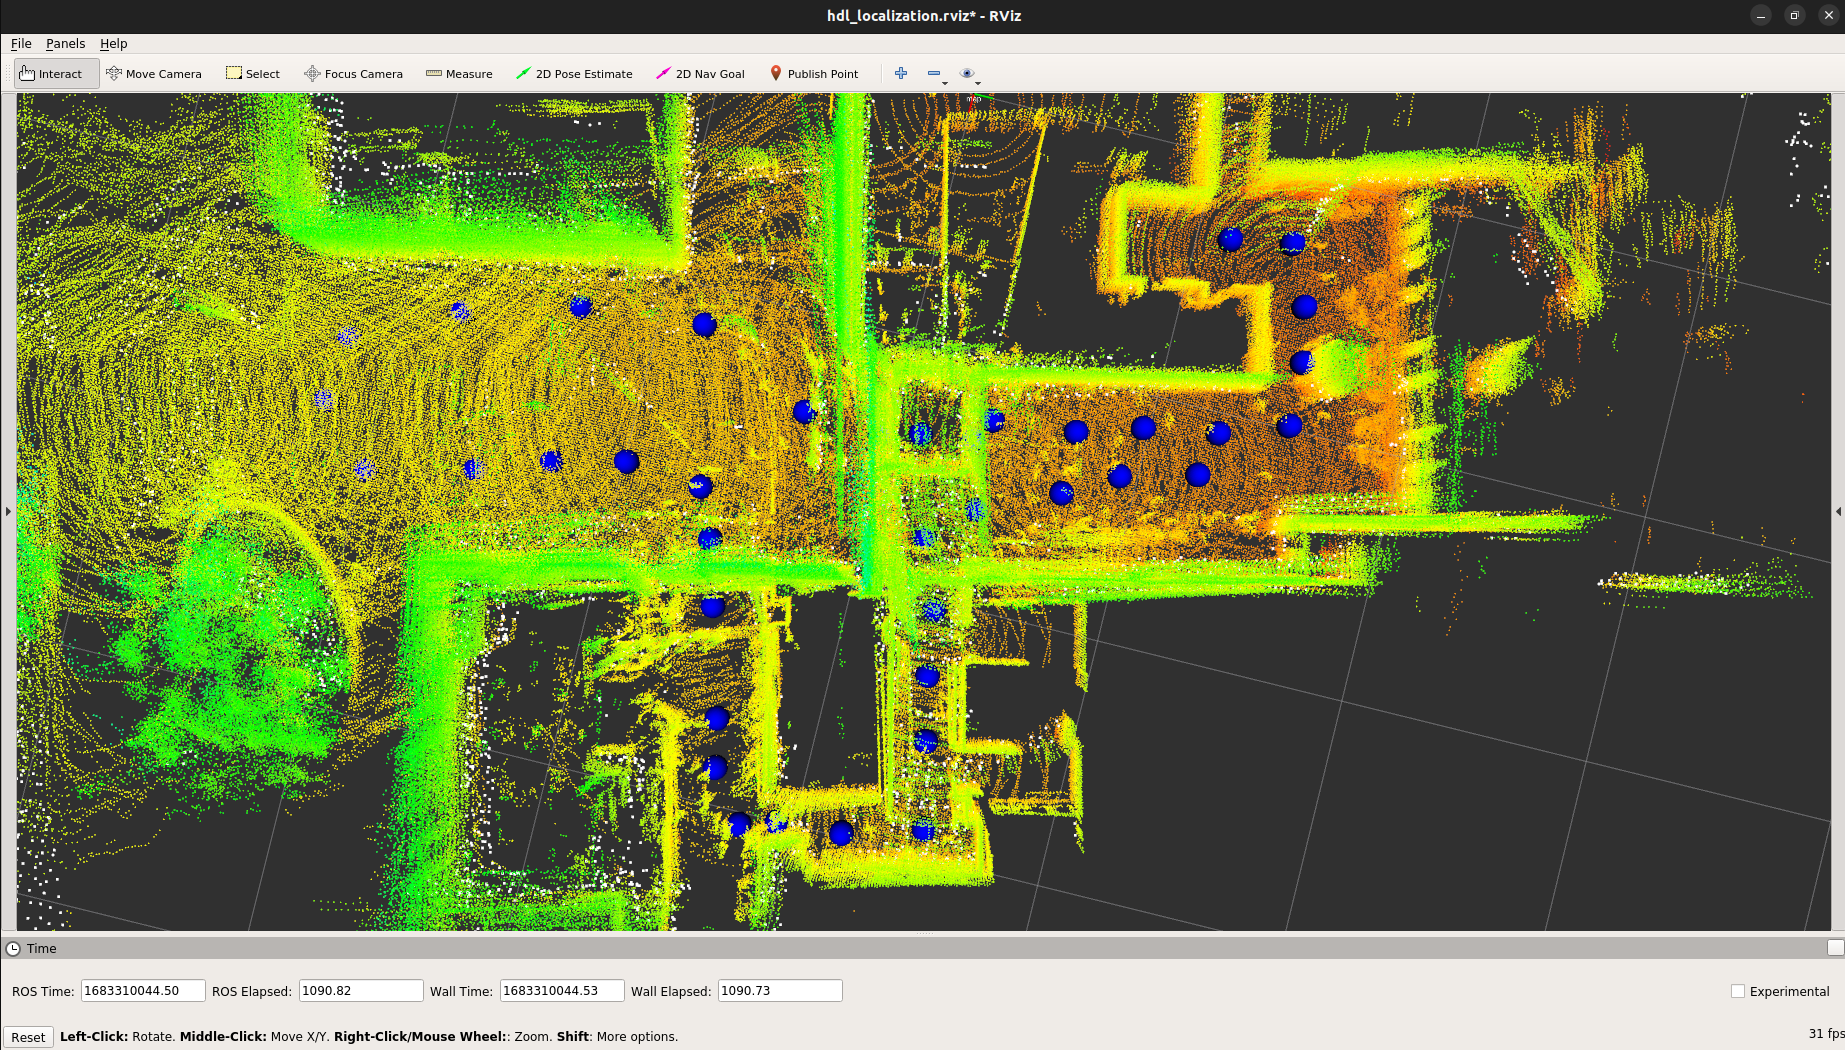 hdl_localization.rviz* - RViz
File Panels Help
Interact Move Camera Select Focus Camera Measure 2D Pose Estimate 2D Nav Goal Publish Point
map
Time
ROS Time: 1683310044.50 ROS Elapsed: 1090.82 Wall Time: 1683310044.53 Wall Elapsed: 1090.73 Experimental
Reset Left-Click: Rotate. Middle-Click: Move X/Y. Right-Click/Mouse Wheel:: Zoom. Shift: More options. 31 fps